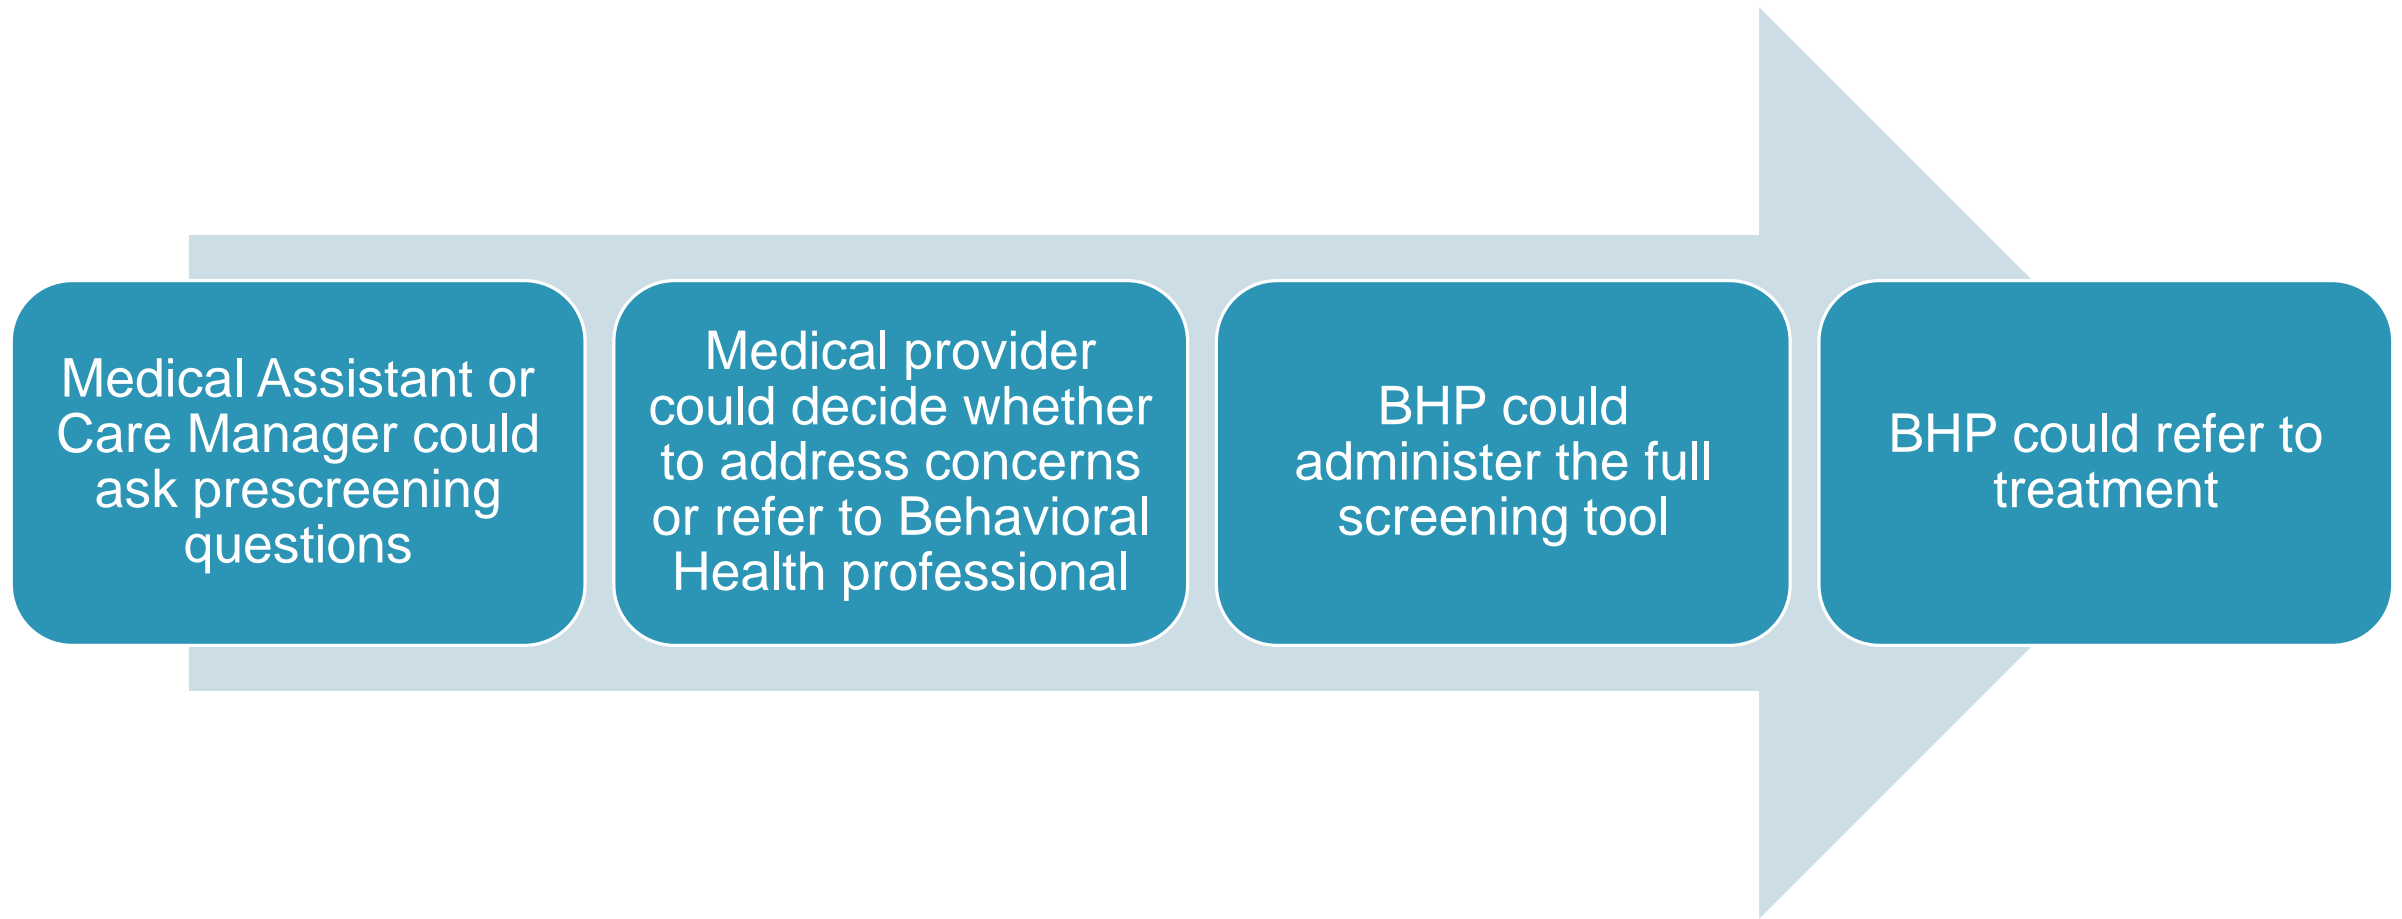 Medical Assistant or
Care Manager could
ask prescreening
questions
Medical provider
could decide whether
to address concerns
or refer to Behavioral
Health professional
BHP could
administer the full
screening tool
BHP could refer to
treatment